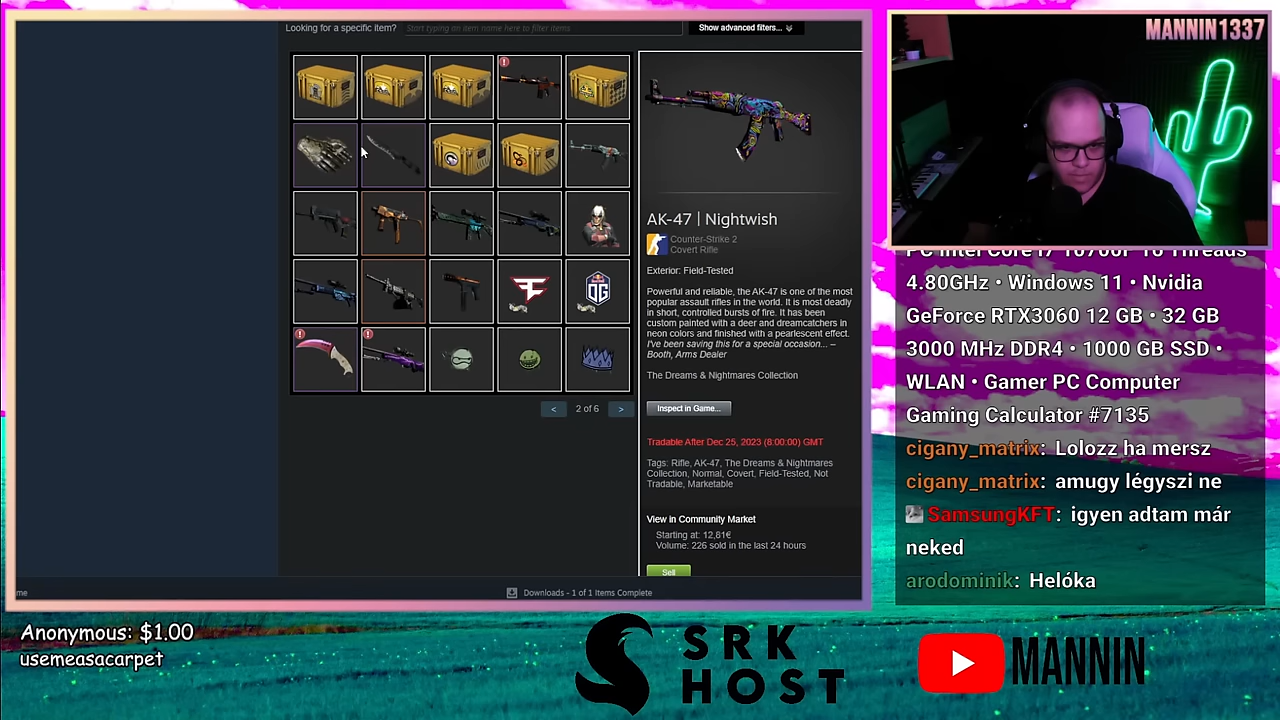 Looking for a specific item?
Start typing an item name here to filter items
Show advanced filters...
AK-47 | Nightwish
Counter-Strike 2
Covert Rifle
Exterior: Field-Tested
Powerful and reliable, the AK-47 is one of the most
popular assault rifles in the world. It is most deadly
in short, controlled bursts of fire. It has been
custom painted with a deer and dreamcatchers in
neon colors and finished with a pearlescent effect.
I've been saving this for a special occasion... –
Booth, Arms Dealer
The Dreams & Nightmares Collection
Inspect in Game...
Tradable After Dec 25, 2023 (8:00:00) GMT
Tags: Rifle, AK-47, The Dreams & Nightmares
Collection, Normal, Covert, Field-Tested, Not
Tradable, Marketable
View in Community Market
Starting at: 12,81€
Volume: 226 sold in the last 24 hours
Sell
OG
< 2 of 6 >
me
Downloads - 1 of 1 Items Complete
MANNIN1337
PC Intel Core i7 10700F 16 Threads
4.80GHz • Windows 11 • Nvidia
GeForce RTX3060 12 GB • 32 GB
3000 MHz DDR4 • 1000 GB SSD •
WLAN • Gamer PC Computer
Gaming Calculator #7135
cigany_matrix: Lolozz ha mersz
cigany_matrix: amugy légyszi ne
SamsungKFT: igyen adtam már
neked
arodominik: Helóka
Anonymous: $1.00
usemeasacarpet
SRK
HOST
MANNIN